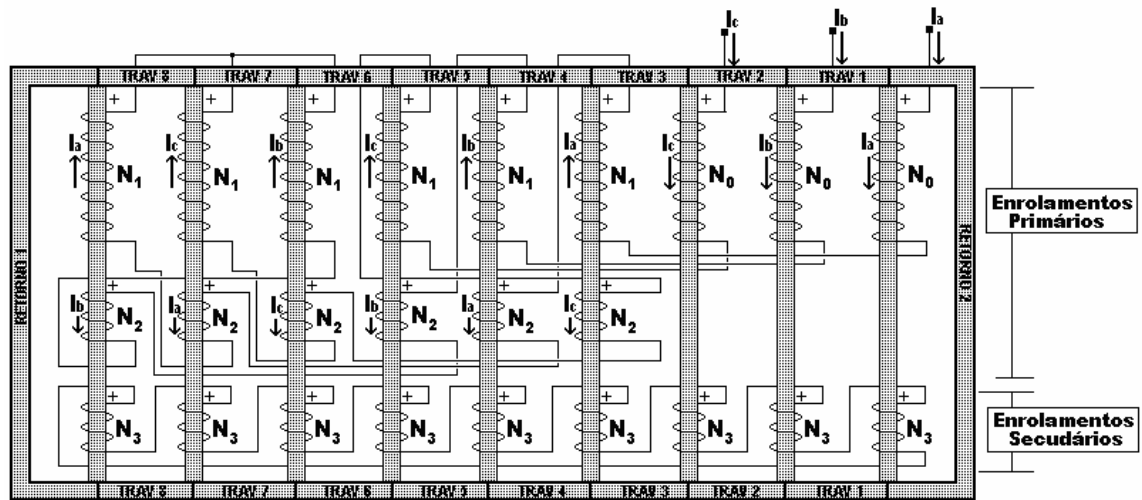 Ic Ib Ia
TRAV 8 TRAV 7 TRAV 6 TRAV 5 TRAV 4 TRAV 3 TRAV 2 TRAV 1
+ + + + + + + + +
Ia Ic Ib Ic Ib Ia Ic Ib Ia
N1 N1 N1 N1 N1 N1 N0 N0 N0
Enrolamentos
Primários
RETORNO 1
RETORNO 2
+ + + + + +
Ib Ia Ic Ib Ia Ic
N2 N2 N2 N2 N2 N2
+ + + + + + + + +
N3 N3 N3 N3 N3 N3 N3 N3 N3
Enrolamentos
Secudários
TRAV 8 TRAV 7 TRAV 6 TRAV 5 TRAV 4 TRAV 3 TRAV 2 TRAV 1